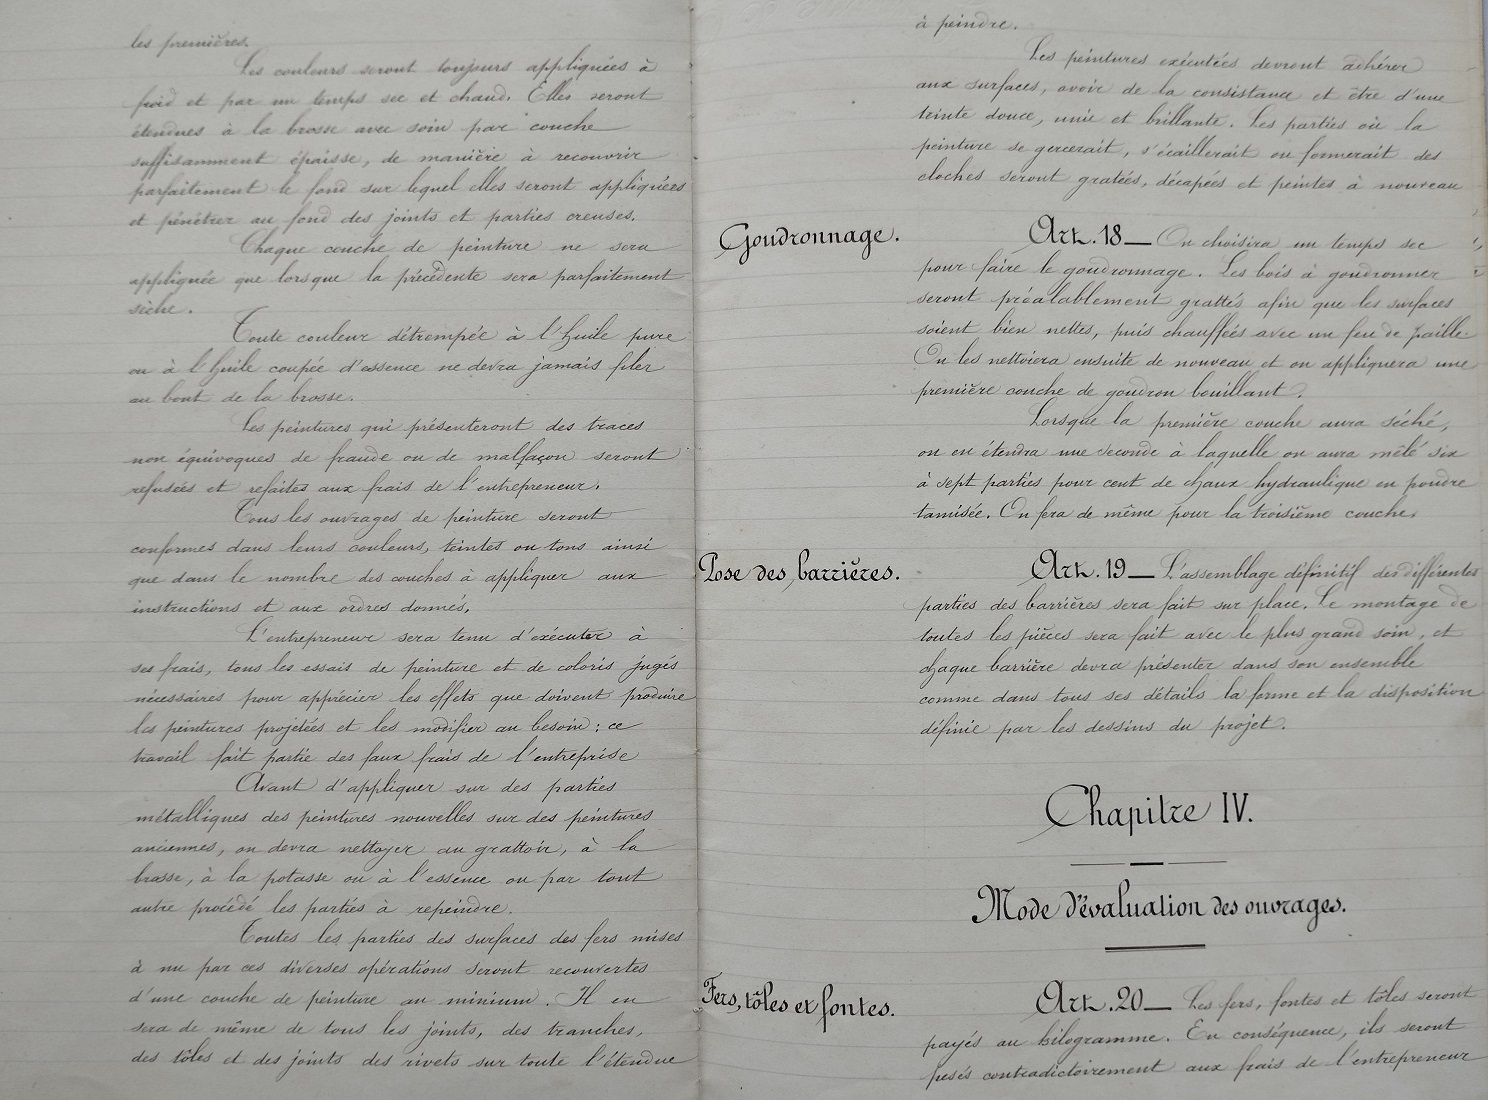 les premières.
Les couleurs seront toujours appliquées à
froid et par un temps sec et chaud. Elles seront
étendues à la brosse avec soin par couche
suffisamment épaisse, de manière à recouvrir
parfaitement le fond sur lequel elles seront appliquées
et pénétrer au fond des joints et parties creuses.
Chaque couche de peinture ne sera
appliquée que lorsque la précédente sera parfaitement
sèche.
Toute couleur détrempée à l'huile pure
ou à l'huile coupée d'essence ne devra jamais filer
au bout de la brosse.
Les peintures qui présenteront des traces
non équivoques de fraude ou de malfaçon seront
refusées et refaites aux frais de l'entrepreneur.
Tous les ouvrages de peinture seront
conformes dans leurs couleurs, teintes ou tons ainsi
que dans le nombre des couches à appliquer aux
instructions et aux ordres donnés.
L'entrepreneur sera tenu d'exécuter à
ses frais, tous les essais de peinture et de coloris jugés
nécessaires pour apprécier les effets que doivent produire
les peintures projetées et les modifier au besoin : ce
travail fait partie des faux frais de l'entreprise
Avant d'appliquer sur des parties
métalliques des peintures nouvelles sur des peintures
anciennes, on devra nettoyer au grattoir, à la
brosse, à la potasse ou à l'essence ou par tout
autre procédé les parties à repeindre.
Toutes les parties des surfaces des fers mises
à nu par ces diverses opérations seront recouvertes
d'une couche de peinture au minium. Il en
sera de même de tous les joints, des tranches,
des tôles et des joints des rivets sur toute l'étendue
à peindre.
Les peintures exécutées devront adhérer
aux surfaces, avoir de la consistance et être d'une
teinte douce, unie et brillante. Les parties où la
peinture se gercerait, s'écaillerait ou formerait des
cloches seront gratées, décapées et peintes à nouveau
Goudronnage. Art. 18 — On choisira un temps sec
pour faire le goudronnage. Les bois à goudronner
seront préalablement grattés afin que les surfaces
soient bien nettes, puis chauffées avec un feu de paille.
On les nettoiera ensuite de nouveau et on appliquera une
première couche de goudron bouillant.
Lorsque la première couche aura séché,
on en étendra une seconde à laquelle on aura mêlé six
à sept parties pour cent de chaux hydraulique en poudre
tamisée. On fera de même pour la troisième couche.
Pose des barrières. Art. 19 — L'assemblage définitif des différentes
parties des barrières sera fait sur place. Le montage de
toutes les pièces sera fait avec le plus grand soin, et
chaque barrière devra présenter dans son ensemble
comme dans tous ses détails la forme et la disposition
définie par les dessins du projet.
Chapitre IV.
Mode d'évaluation des ouvrages.
Fers, tôles et fontes. Art. 20 — Les fers, fontes et tôles seront
payés au kilogramme. En conséquence, ils seront
pesés contradictoirement aux frais de l'entrepreneur